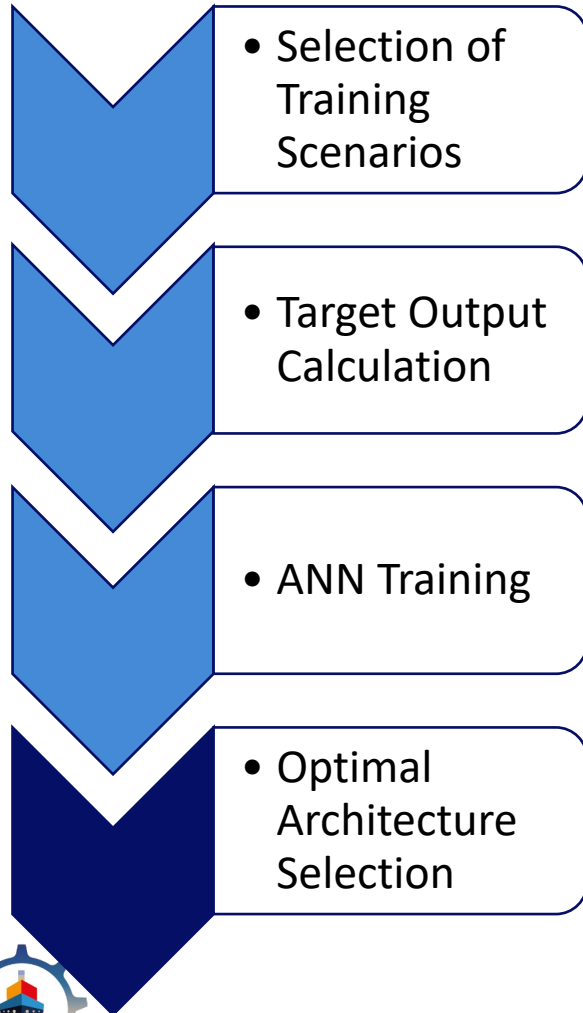 • Selection of
Training
Scenarios
• Target Output
Calculation
• ANN Training
• Optimal
Architecture
Selection